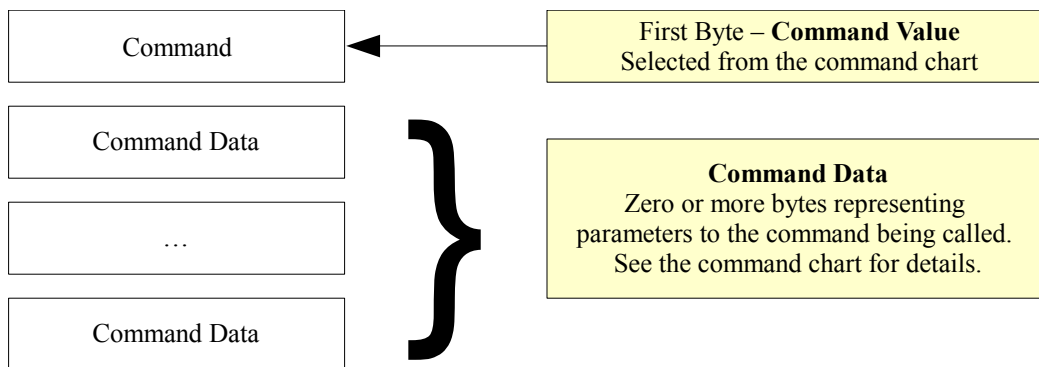 Command
First Byte – Command Value
Selected from the command chart
Command Data
…
Command Data
Command Data
Zero or more bytes representing
parameters to the command being called.
See the command chart for details.